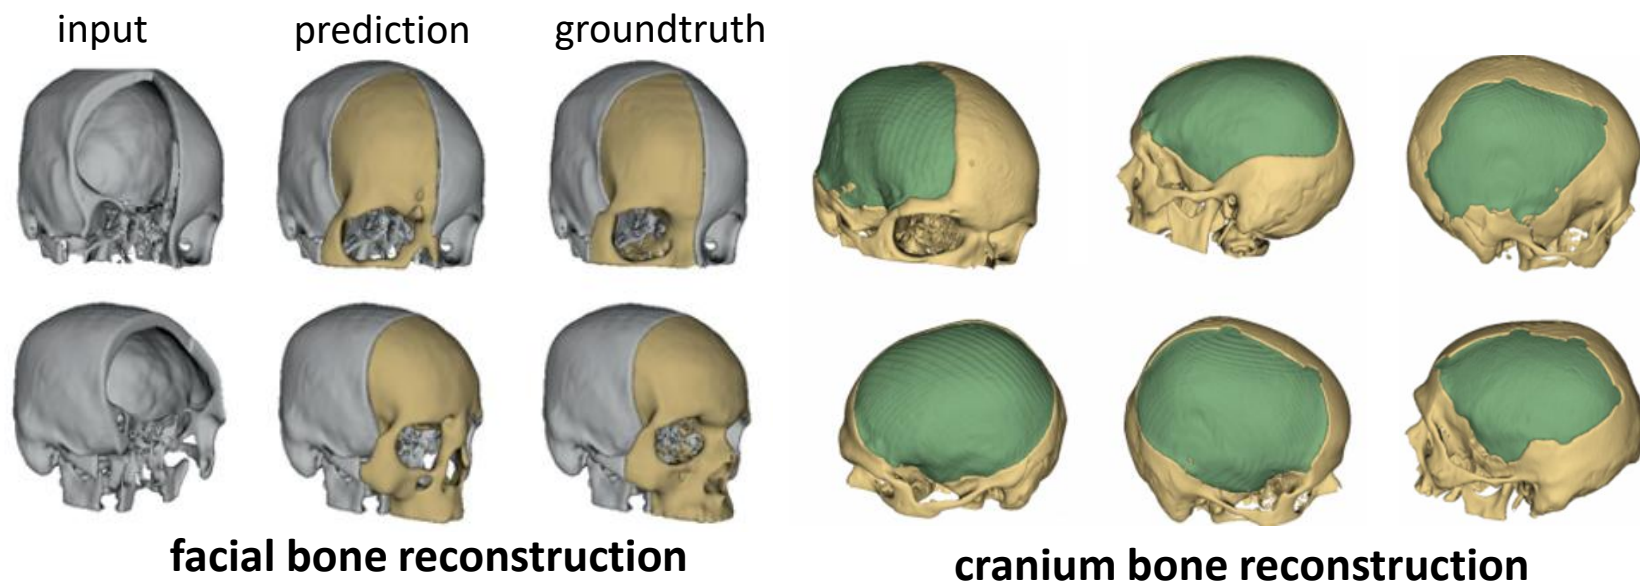 input prediction groundtruth
facial bone reconstruction
cranium bone reconstruction